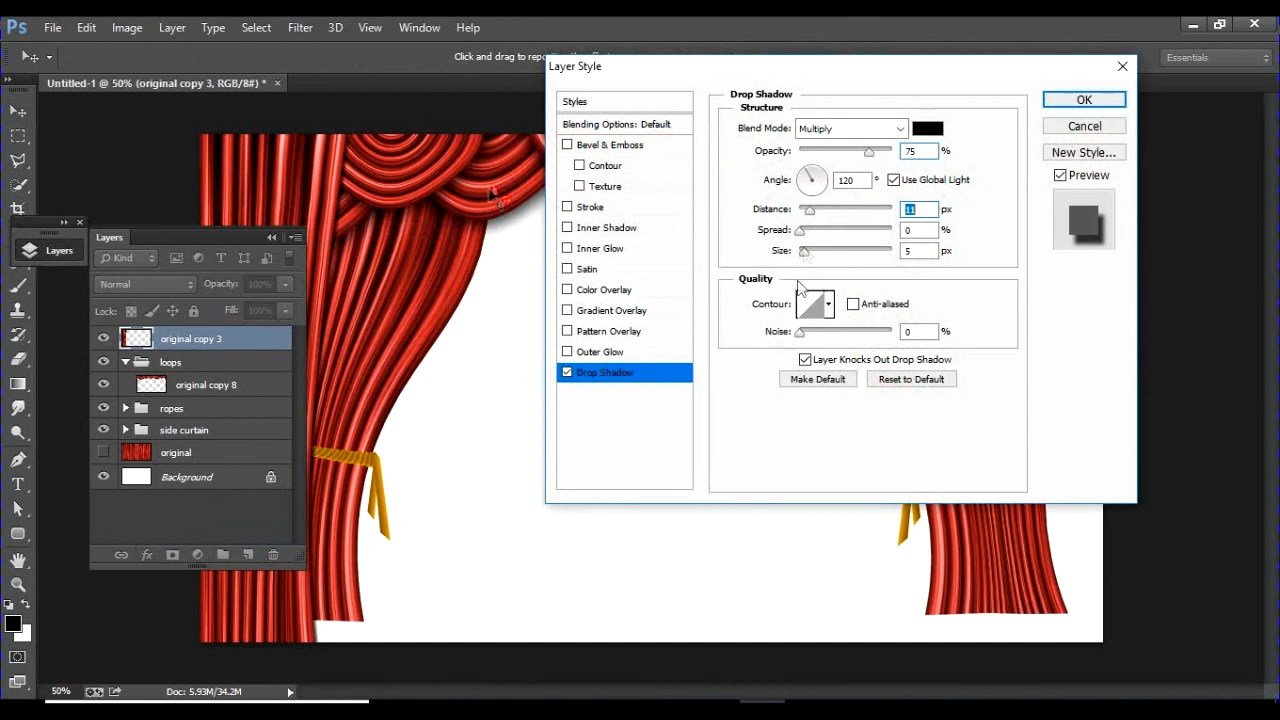 Ps File Edit Image Layer Type Select Filter 3D View Window Help
Click and drag to repo
Essentials
Untitled-1 @ 50% (original copy 3, RGB/8#) * ×
Layer Style
Styles
Blending Options: Default
Bevel & Emboss
Contour
Texture
Stroke
Inner Shadow
Inner Glow
Satin
Color Overlay
Gradient Overlay
Pattern Overlay
Outer Glow
Drop Shadow
Drop Shadow
Structure
Blend Mode: Multiply
Opacity: 75 %
Angle: 120 ° Use Global Light
Distance: 11 px
Spread: 0 %
Size: 5 px
Quality
Contour: Anti-aliased
Noise: 0 %
Layer Knocks Out Drop Shadow
Make Default Reset to Default
OK
Cancel
New Style...
Preview
Layers
Layers
Kind
Normal Opacity: 100%
Lock: Fill: 100%
original copy 3
loops
original copy 8
ropes
side curtain
original
Background
fx
T
50% Doc: 5.93M/34.2M